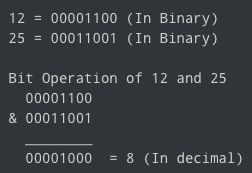 12 = 00001100 (In Binary)
25 = 00011001 (In Binary)
Bit Operation of 12 and 25
00001100
& 00011001
________
00001000 = 8 (In decimal)